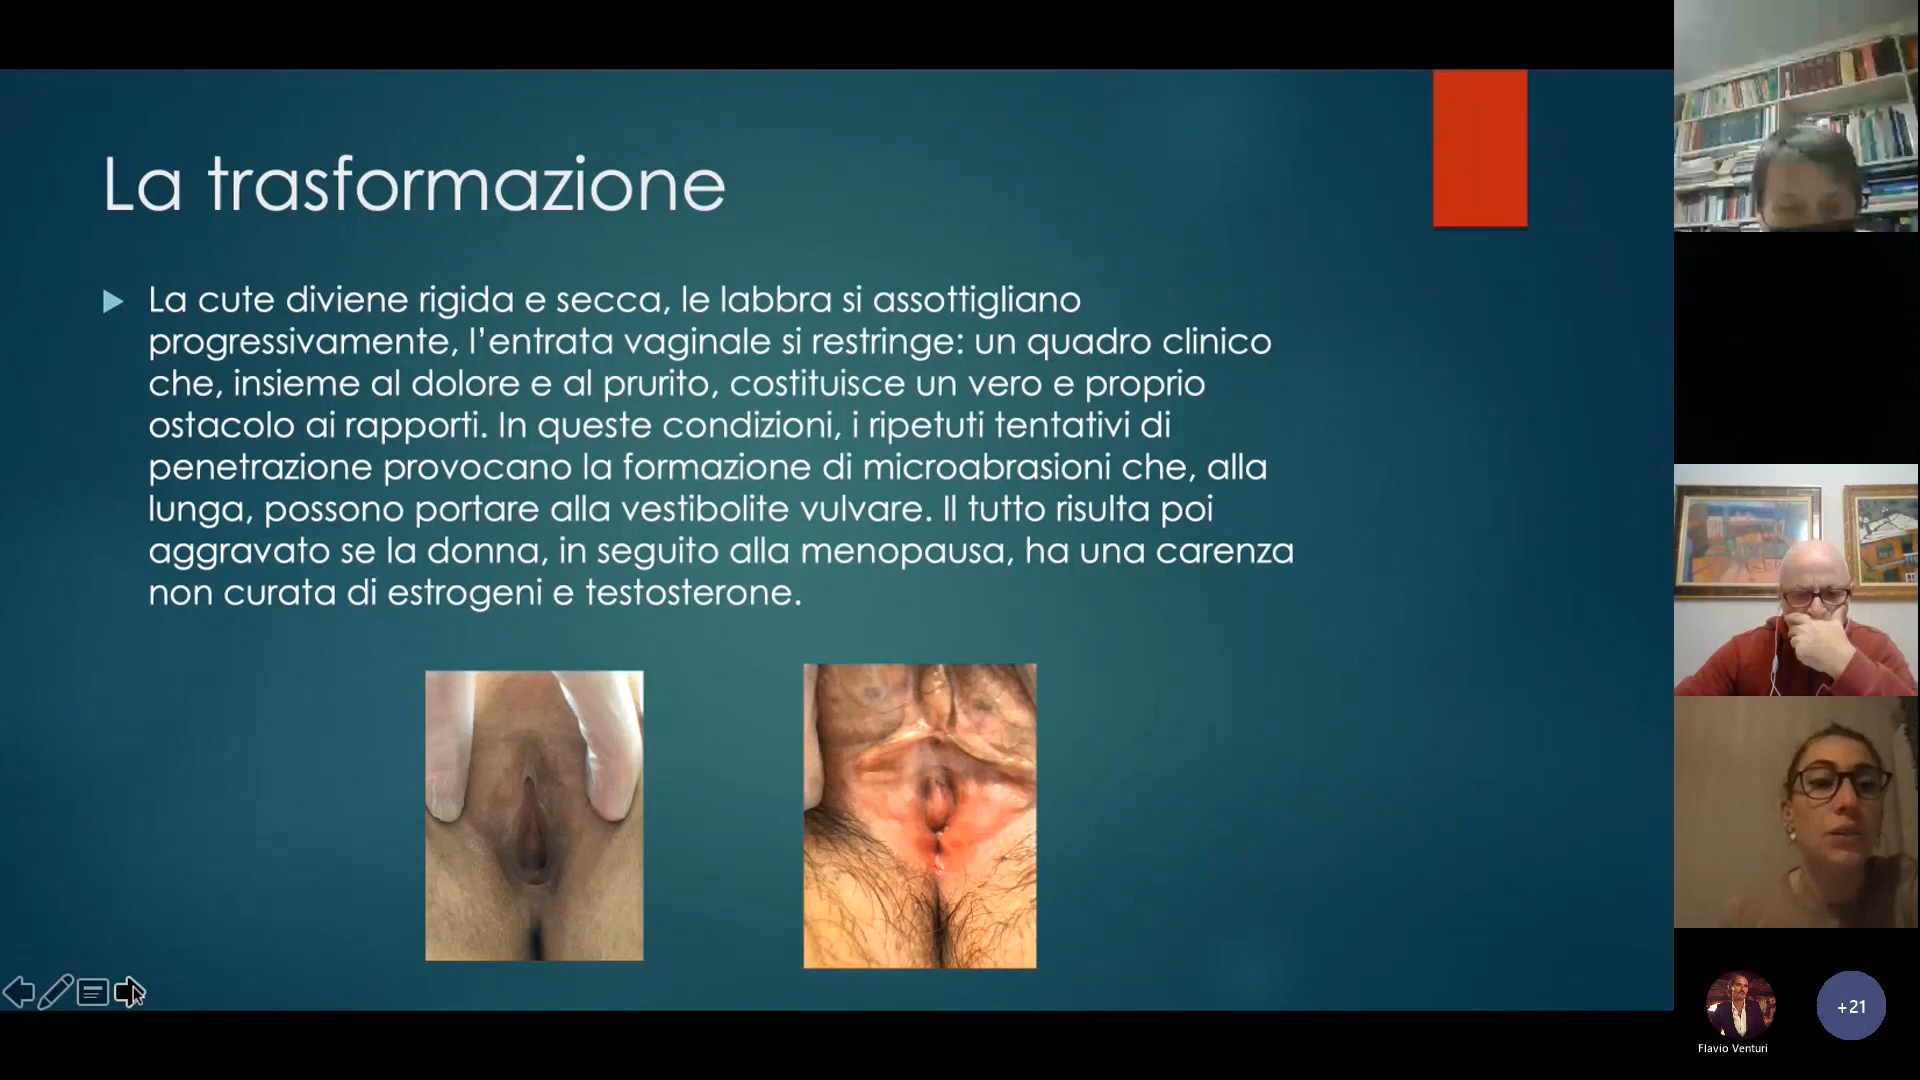 La trasformazione
La cute diviene rigida e secca, le labbra si assottigliano
progressivamente, l’entrata vaginale si restringe: un quadro clinico
che, insieme al dolore e al prurito, costituisce un vero e proprio
ostacolo ai rapporti. In queste condizioni, i ripetuti tentativi di
penetrazione provocano la formazione di microabrasioni che, alla
lunga, possono portare alla vestibolite vulvare. Il tutto risulta poi
aggravato se la donna, in seguito alla menopausa, ha una carenza
non curata di estrogeni e testosterone.
+21
Flavio Venturi